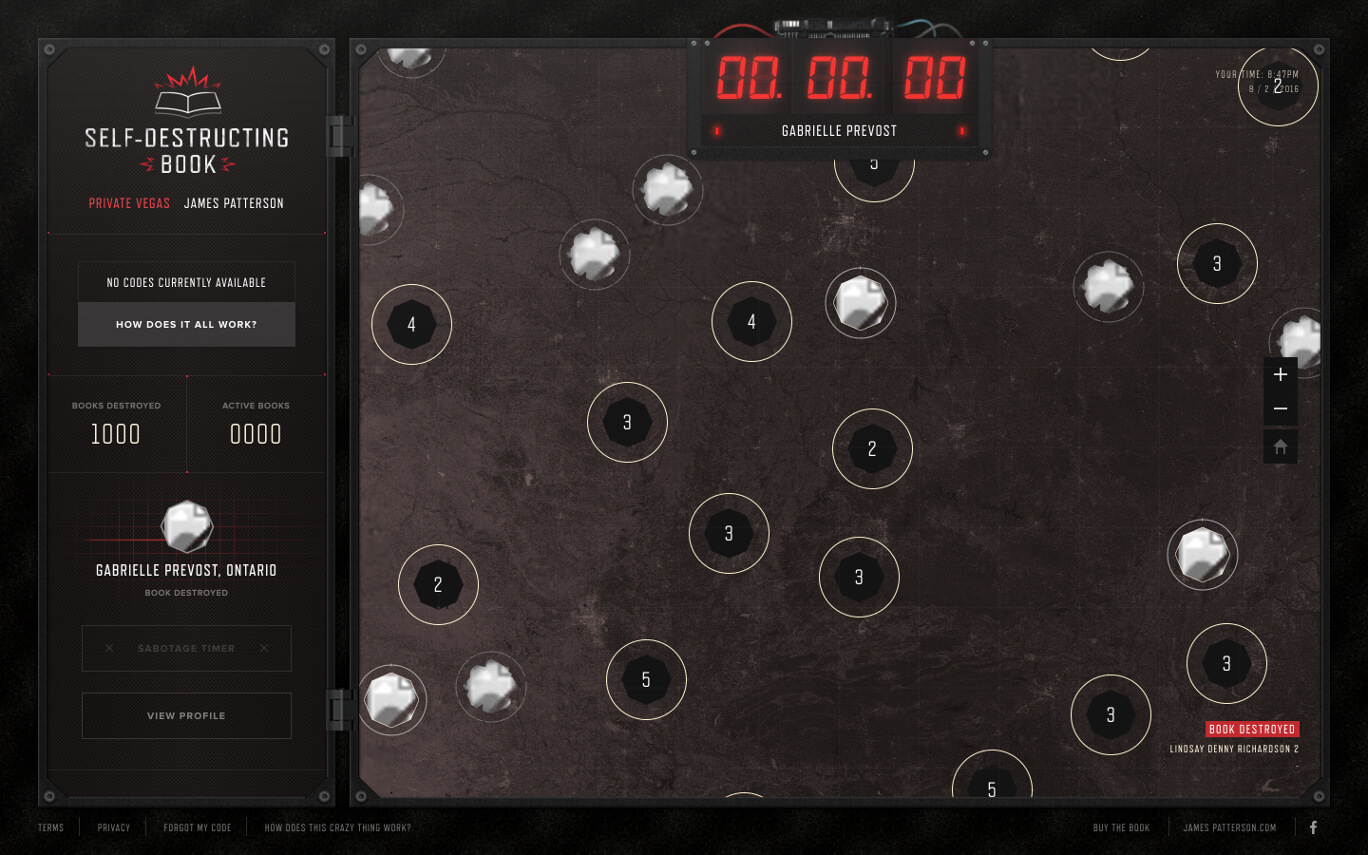 SELF-DESTRUCTING
BOOK
PRIVATE VEGAS JAMES PATTERSON
NO CODES CURRENTLY AVAILABLE
HOW DOES IT ALL WORK?
BOOKS DESTROYED
1000
ACTIVE BOOKS
0000
GABRIELLE PREVOST, ONTARIO
BOOK DESTROYED
× SABOTAGE TIMER ×
VIEW PROFILE
00. 00. 00
GABRIELLE PREVOST
YOUR TIME: 8:47PM
2
8 / 2 / 2016
3
4
4
3
2
3
3
2
3
5
3
5
+
−
BOOK DESTROYED
LINDSAY DENNY RICHARDSON 2
TERMS
PRIVACY
FORGOT MY CODE
HOW DOES THIS CRAZY THING WORK?
BUY THE BOOK
JAMES PATTERSON.COM
f